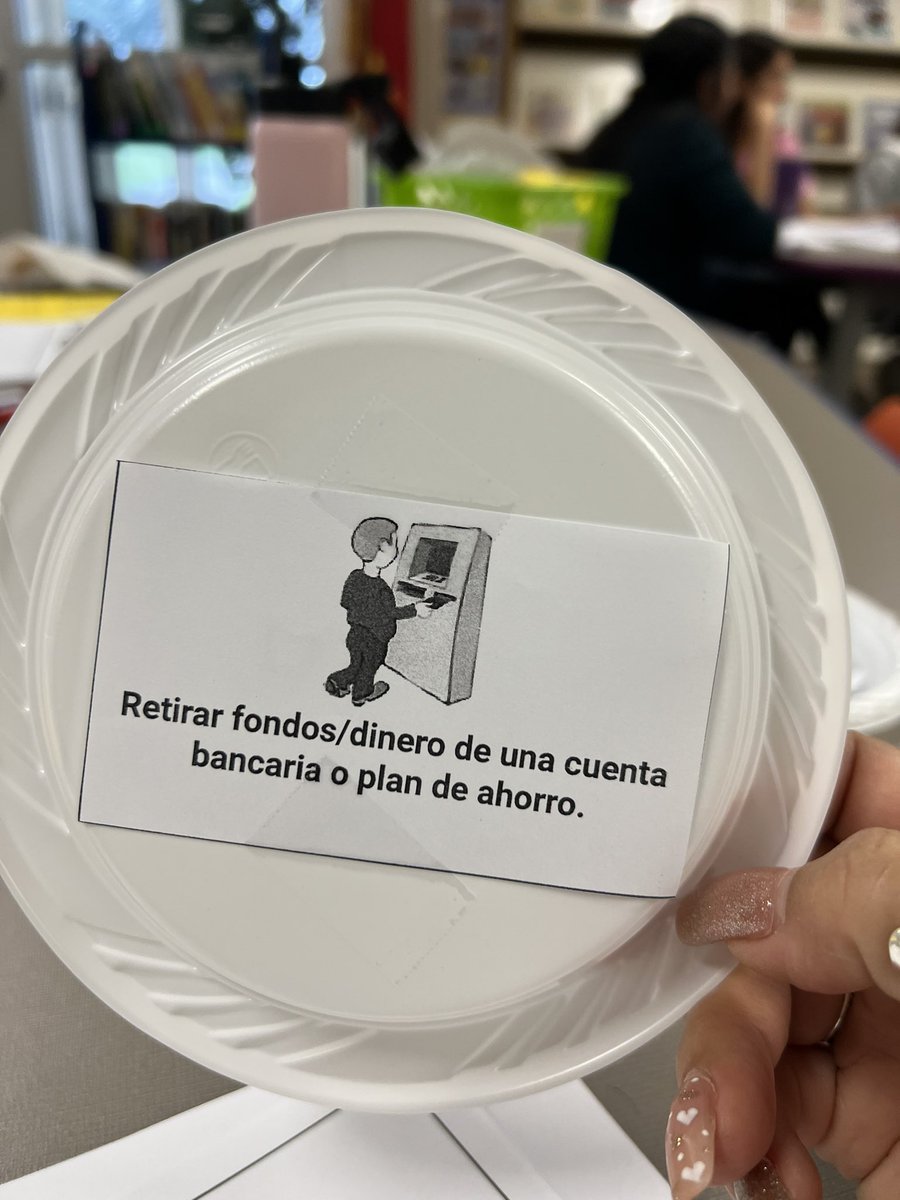 Retirar fondos/dinero de una cuenta
bancaria o plan de ahorro.